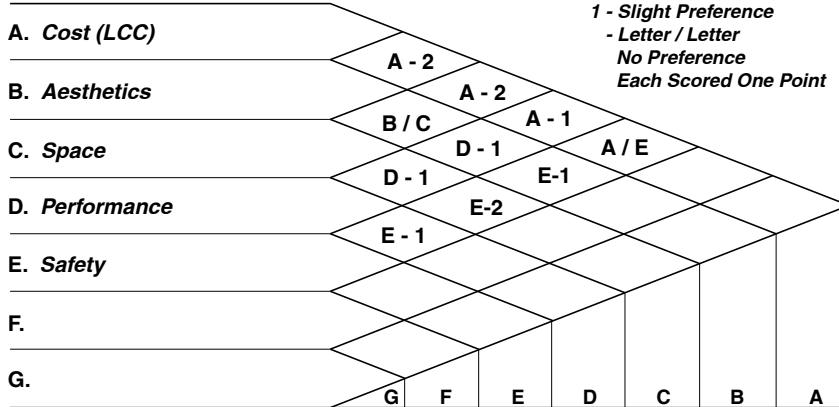 1 - Slight Preference
- Letter / Letter
No Preference
Each Scored One Point
A. Cost (LCC)
A - 2
B. Aesthetics
A - 2
B / C
A - 1
C. Space
D - 1
A / E
D - 1
E-1
D. Performance
E-2
E - 1
E. Safety
F.
G.
G F E D C B A